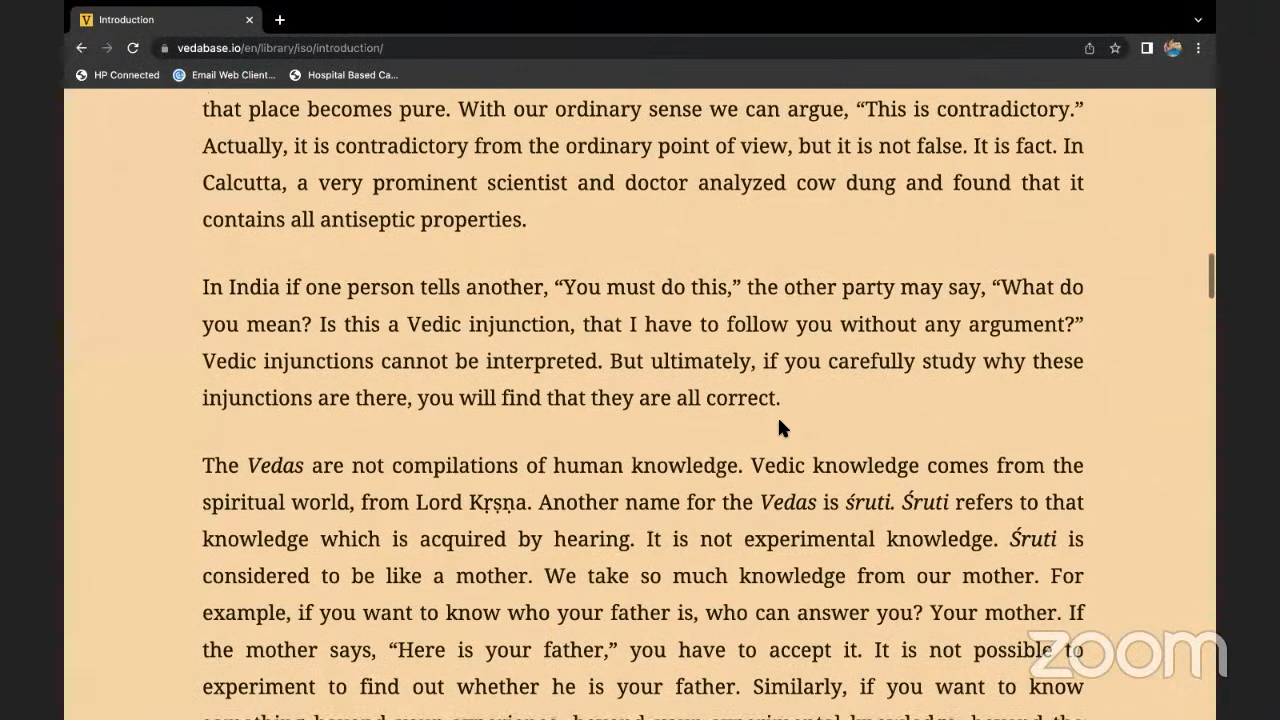 Introduction
vedabase.io/en/library/iso/introduction/
HP Connected
Email Web Client...
Hospital Based Ca...
that place becomes pure. With our ordinary sense we can argue, “This is contradictory.”
Actually, it is contradictory from the ordinary point of view, but it is not false. It is fact. In
Calcutta, a very prominent scientist and doctor analyzed cow dung and found that it
contains all antiseptic properties.
In India if one person tells another, “You must do this,” the other party may say, “What do
you mean? Is this a Vedic injunction, that I have to follow you without any argument?”
Vedic injunctions cannot be interpreted. But ultimately, if you carefully study why these
injunctions are there, you will find that they are all correct.
The Vedas are not compilations of human knowledge. Vedic knowledge comes from the
spiritual world, from Lord Kṛṣṇa. Another name for the Vedas is śruti. Śruti refers to that
knowledge which is acquired by hearing. It is not experimental knowledge. Śruti is
considered to be like a mother. We take so much knowledge from our mother. For
example, if you want to know who your father is, who can answer you? Your mother. If
the mother says, “Here is your father,” you have to accept it. It is not possible to
experiment to find out whether he is your father. Similarly, if you want to know
zoom